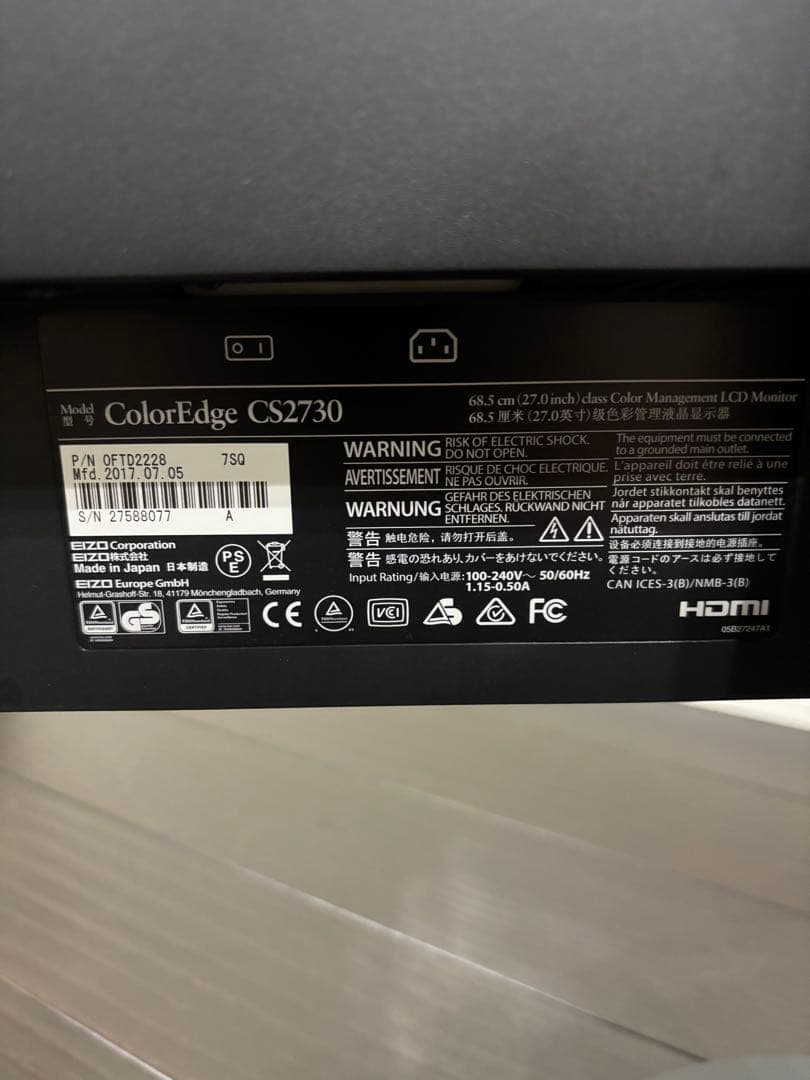 Model
型 号
ColorEdge CS2730
68.5 cm (27.0 inch) class Color Management LCD Monitor
68.5 厘米 (27.0英寸)级色彩管理液晶显示器
P/N 0FTD2228 7SQ
Mfd.2017.07.05
S/N 27588077 A
EIZO Corporation
EIZO株式会社
Made in Japan 日本制造
EIZO Europe GmbH
Helmut-Grashoff-Str. 18, 41179 Mönchengladbach, Germany
PS
E
WARNING RISK OF ELECTRIC SHOCK.
DO NOT OPEN.
AVERTISSEMENT RISQUE DE CHOC ELECTRIQUE.
NE PAS OUVRIR.
WARNUNG GEFAHR DES ELEKTRISCHEN
SCHLAGES. RÜCKWAND NICHT
ENTFERNEN.
警告 触电危险，请勿打开后盖。
警告 感電の恐れあり、カバーをあけないでください。
Input Rating/输入电源:100-240V～ 50/60Hz
1.15-0.50A
The equipment must be connected
to a grounded main outlet.
L'appareil doit être relié à une
prise avec terre.
Jordet stikkontakt skal benyttes
når apparatet tilkobles datanett.
Apparaten skall anslutas till jordat
nätuttag.
设备必须连接到接地的电源插座。
電源コードのアースは必ず接地して
ください。
CAN ICES-3(B)/NMB-3(B)
GS
CE
VCI
FC
HDMI
05B27247A1